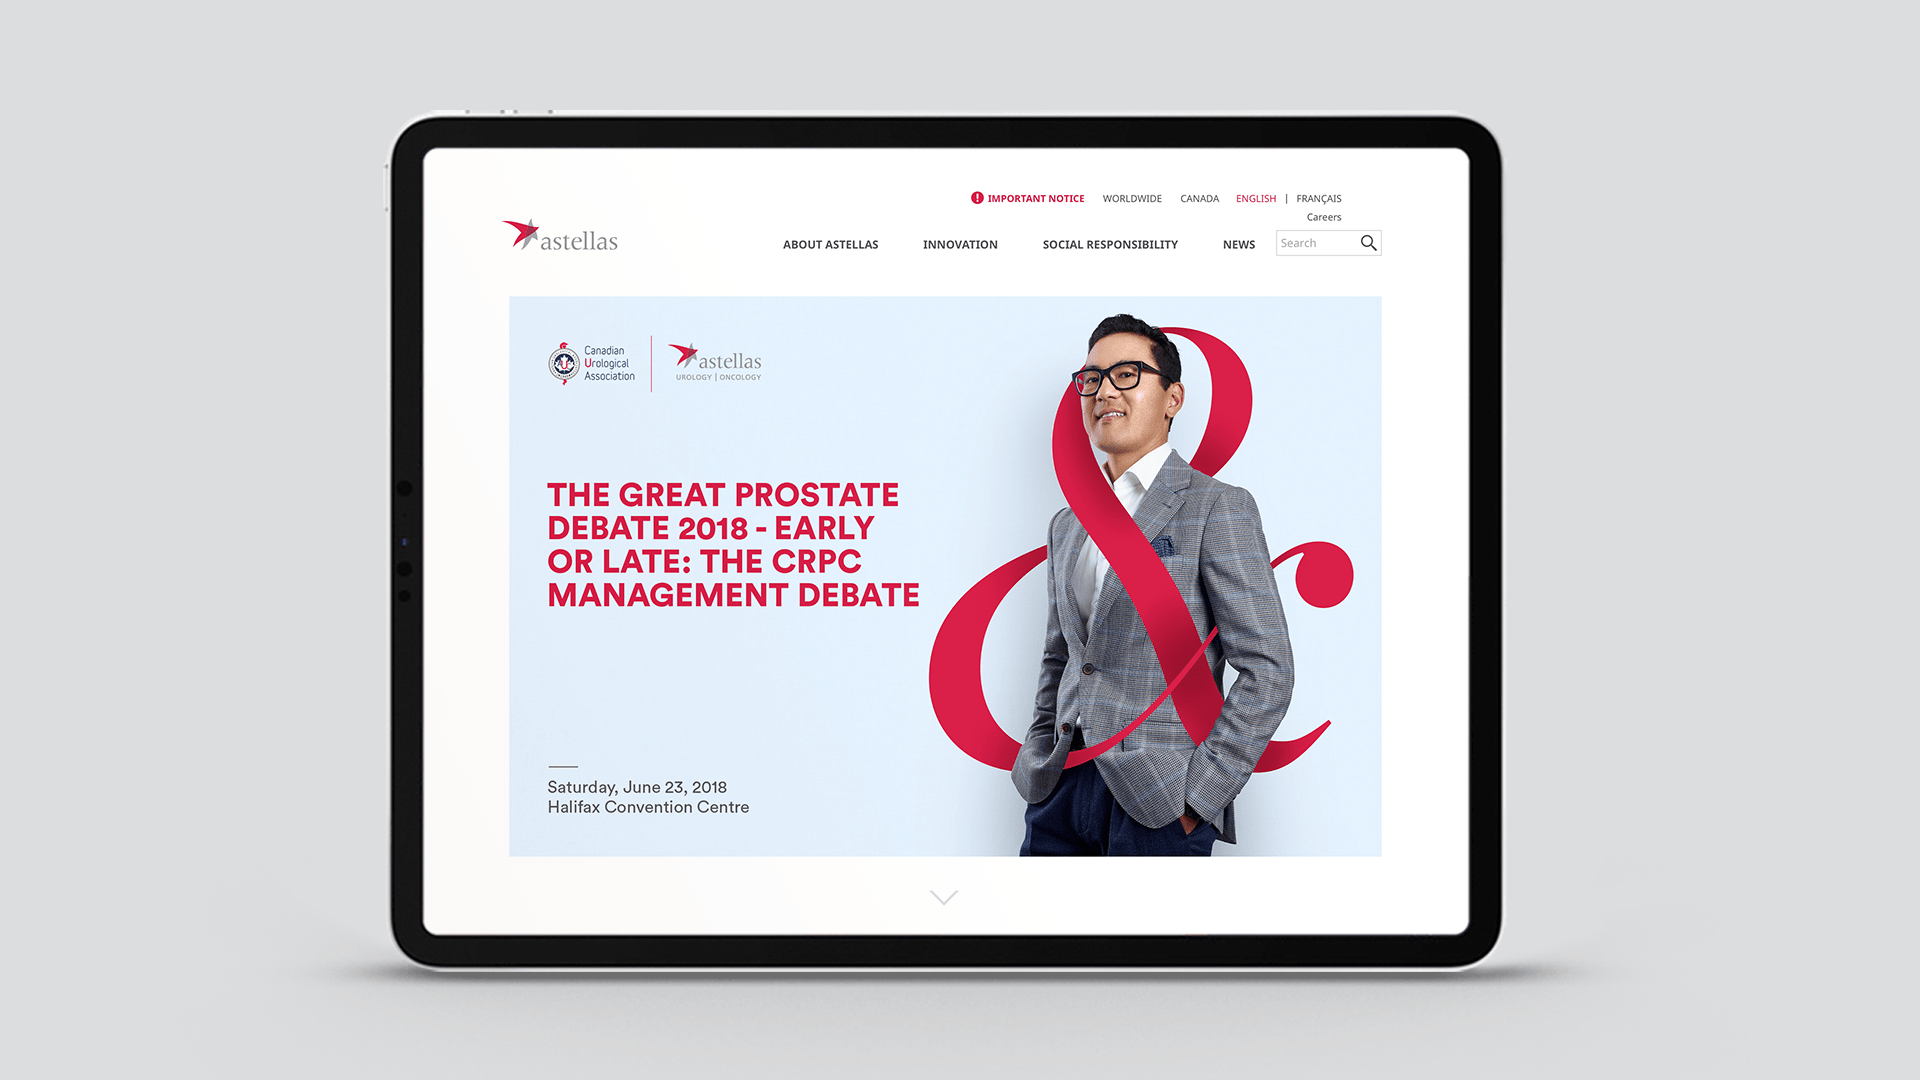 IMPORTANT NOTICE WORLDWIDE CANADA ENGLISH | FRANÇAIS
Careers
astellas
ABOUT ASTELLAS INNOVATION SOCIAL RESPONSIBILITY NEWS Search
Canadian
Urological
Association
astellas
UROLOGY | ONCOLOGY
THE GREAT PROSTATE
DEBATE 2018 - EARLY
OR LATE: THE CRPC
MANAGEMENT DEBATE
&
Saturday, June 23, 2018
Halifax Convention Centre